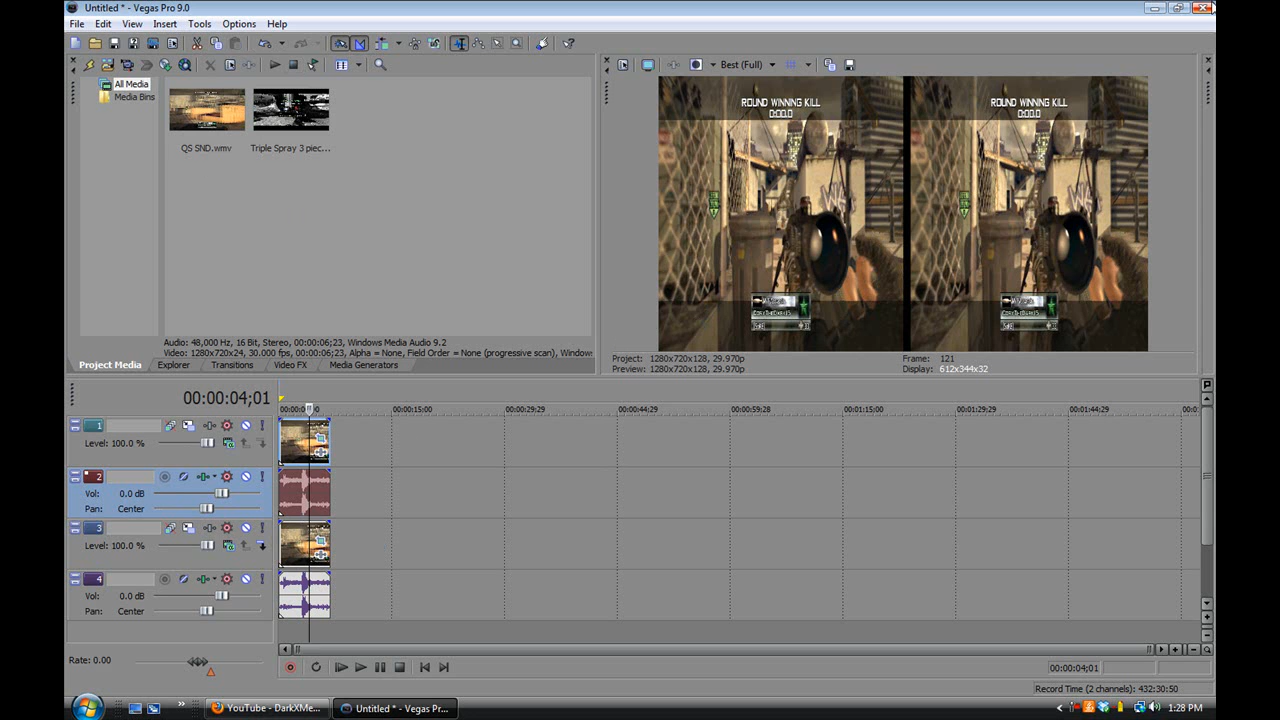 Untitled * - Vegas Pro 9.0
File Edit View Insert Tools Options Help
Best (Full)
All Media
Media Bins
QS SND.wmv
Triple Spray 3 piec...
ROUND WINNING KILL
0:00.0
ROUND WINNING KILL
0:00.0
Audio: 48,000 Hz, 16 Bit, Stereo, 00:00:06;23, Windows Media Audio 9.2
Video: 1280x720x24, 30.000 fps, 00:00:06;23, Alpha = None, Field Order = None (progressive scan), Window
Project Media Explorer Transitions Video FX Media Generators
Project: 1280x720x128, 29.970p
Preview: 1280x720x128, 29.970p
Frame: 121
Display: 612x344x32
00:00:04;01
00:00:15;00 00:00:29;29 00:00:44;29 00:00:59;28 00:01:15;00 00:01:29;29 00:01:44;29
1
Level: 100.0 %
2
Vol: 0.0 dB
Pan: Center
3
Level: 100.0 %
4
Vol: 0.0 dB
Pan: Center
Rate: 0.00
00:00:04;01
Record Time (2 channels): 432:30:50
YouTube - DarkXMe...
Untitled * - Vegas Pr...
1:28 PM